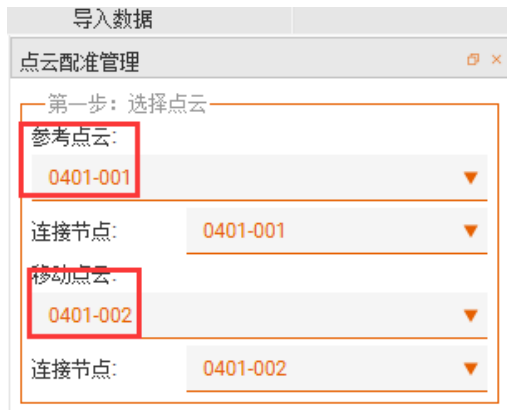 导入数据
点云配准管理
第一步：选择点云
参考点云:
0401-001
连接节点: 0401-001
移动点云:
0401-002
连接节点: 0401-002